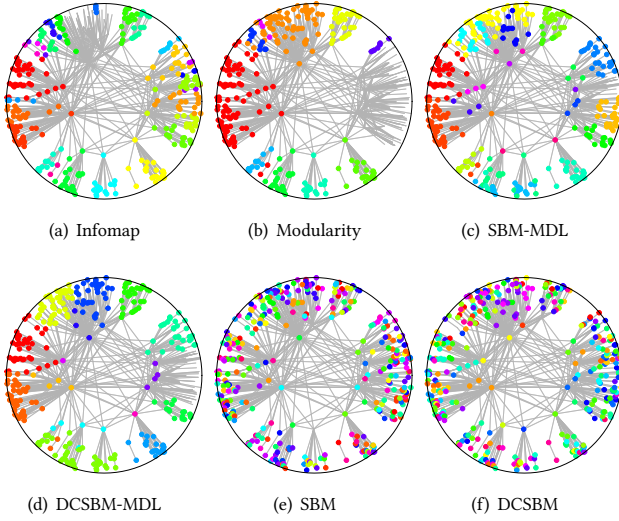 (a) Infomap
(b) Modularity
(c) SBM-MDL
(d) DCSBM-MDL
(e) SBM
(f) DCSBM